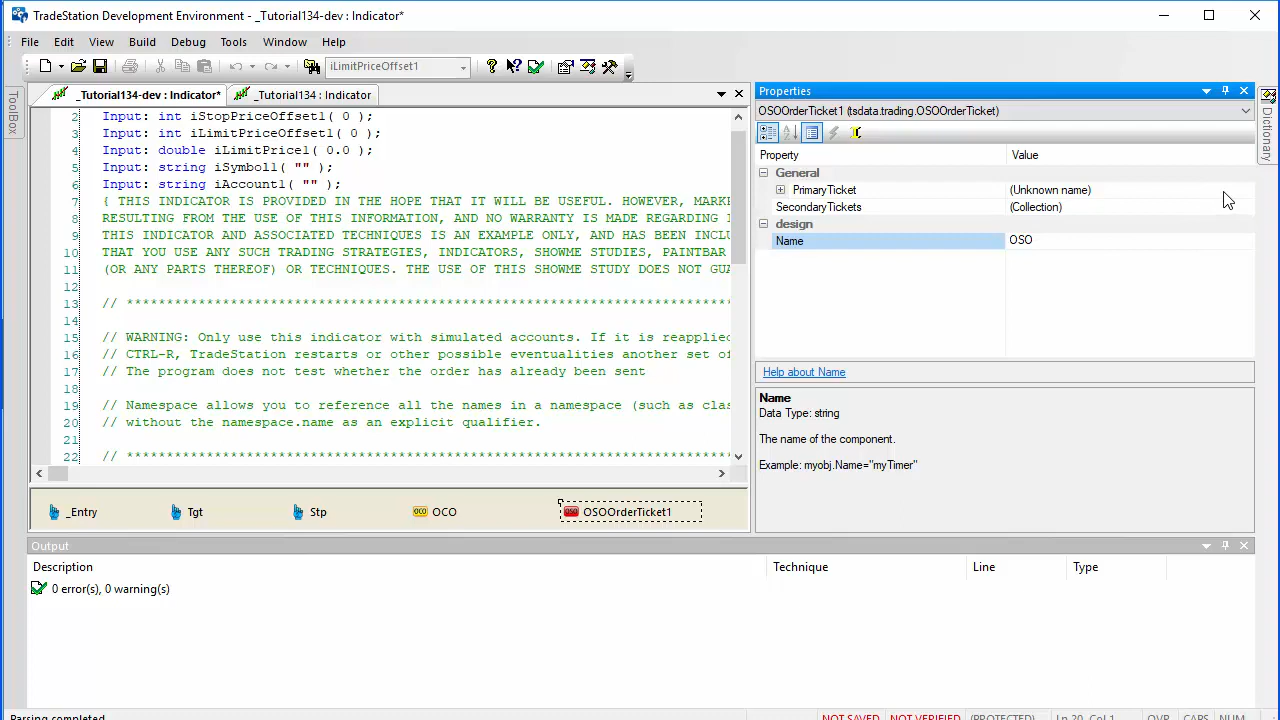 TradeStation Development Environment - _Tutorial134-dev : Indicator*
File Edit View Build Debug Tools Window Help
iLimitPriceOffset1
ToolBox
_Tutorial134-dev : Indicator*
_Tutorial134 : Indicator
2 Input: int iStopPriceOffset1( 0 );
3 Input: int iLimitPriceOffset1( 0 );
4 Input: double iLimitPrice1( 0.0 );
5 Input: string iSymbol1( "" );
6 Input: string iAccount1( "" );
7 { THIS INDICATOR IS PROVIDED IN THE HOPE THAT IT WILL BE USEFUL. HOWEVER, MARKE
8 RESULTING FROM THE USE OF THIS INFORMATION, AND NO WARRANTY IS MADE REGARDING I
9 THIS INDICATOR AND ASSOCIATED TECHNIQUES IS AN EXAMPLE ONLY, AND HAS BEEN INCLU
10 THAT YOU USE ANY SUCH TRADING STRATEGIES, INDICATORS, SHOWME STUDIES, PAINTBAR
11 (OR ANY PARTS THEREOF) OR TECHNIQUES. THE USE OF THIS SHOWME STUDY DOES NOT GUA
12
13 // ******************************************************************************
14
15 // WARNING: Only use this indicator with simulated accounts. If it is reapplied
16 // CTRL-R, TradeStation restarts or other possible eventualities another set of
17 // The program does not test whether the order has already been sent
18
19 // Namespace allows you to reference all the names in a namespace (such as clas
20 // without the namespace.name as an explicit qualifier.
21
22 // ******************************************************************************
_Entry Tgt Stp OCO OSOOrderTicket1
Properties
OSOOrderTicket1 (tsdata.trading.OSOOrderTicket)
Property Value
General
PrimaryTicket (Unknown name)
SecondaryTickets (Collection)
design
Name OSO
Help about Name
Name
Data Type: string
The name of the component.
Example: myobj.Name="myTimer"
Dictionary
Output
Description Technique Line Type
0 error(s), 0 warning(s)
Parsing completed NOT SAVED NOT VERIFIED (PROTECTED) Ln 20, Col 1 OVR CAPS NUM